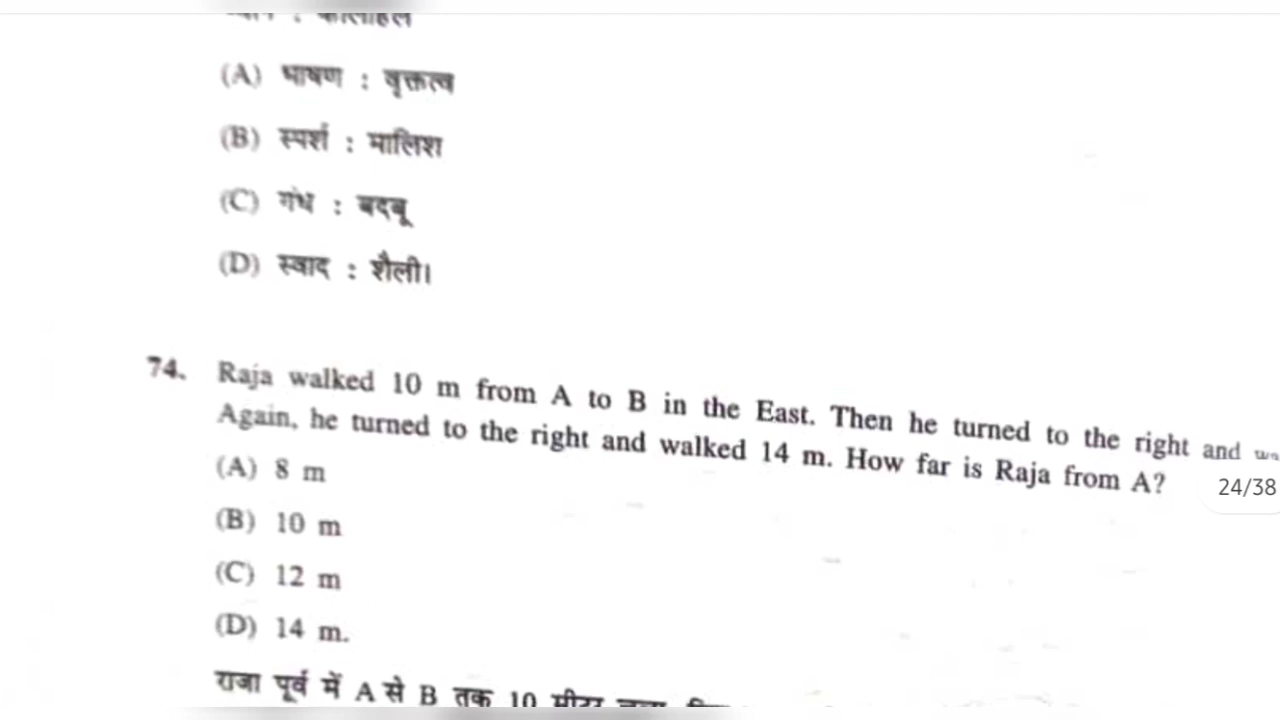 : कोलाहल
(A) भाषण : वृक्तत्व
(B) स्पर्श : मालिश
(C) गंध : बदबू
(D) स्वाद : शैली।
74. Raja walked 10 m from A to B in the East. Then he turned to the right and
Again, he turned to the right and walked 14 m. How far is Raja from A?
24/38
(A) 8 m
(B) 10 m
(C) 12 m
(D) 14 m.
राजा पूर्व में A से B तक 10 मीटर